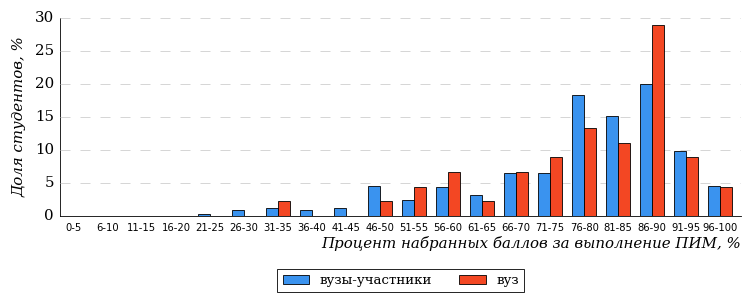 30
25
20
15
10
5
0
Доля студентов, %
0-5 6-10 11-15 16-20 21-25 26-30 31-35 36-40 41-45 46-50 51-55 56-60 61-65 66-70 71-75 76-80 81-85 86-90 91-95 96-100
Процент набранных баллов за выполнение ПИМ, %
вузы-участники вуз